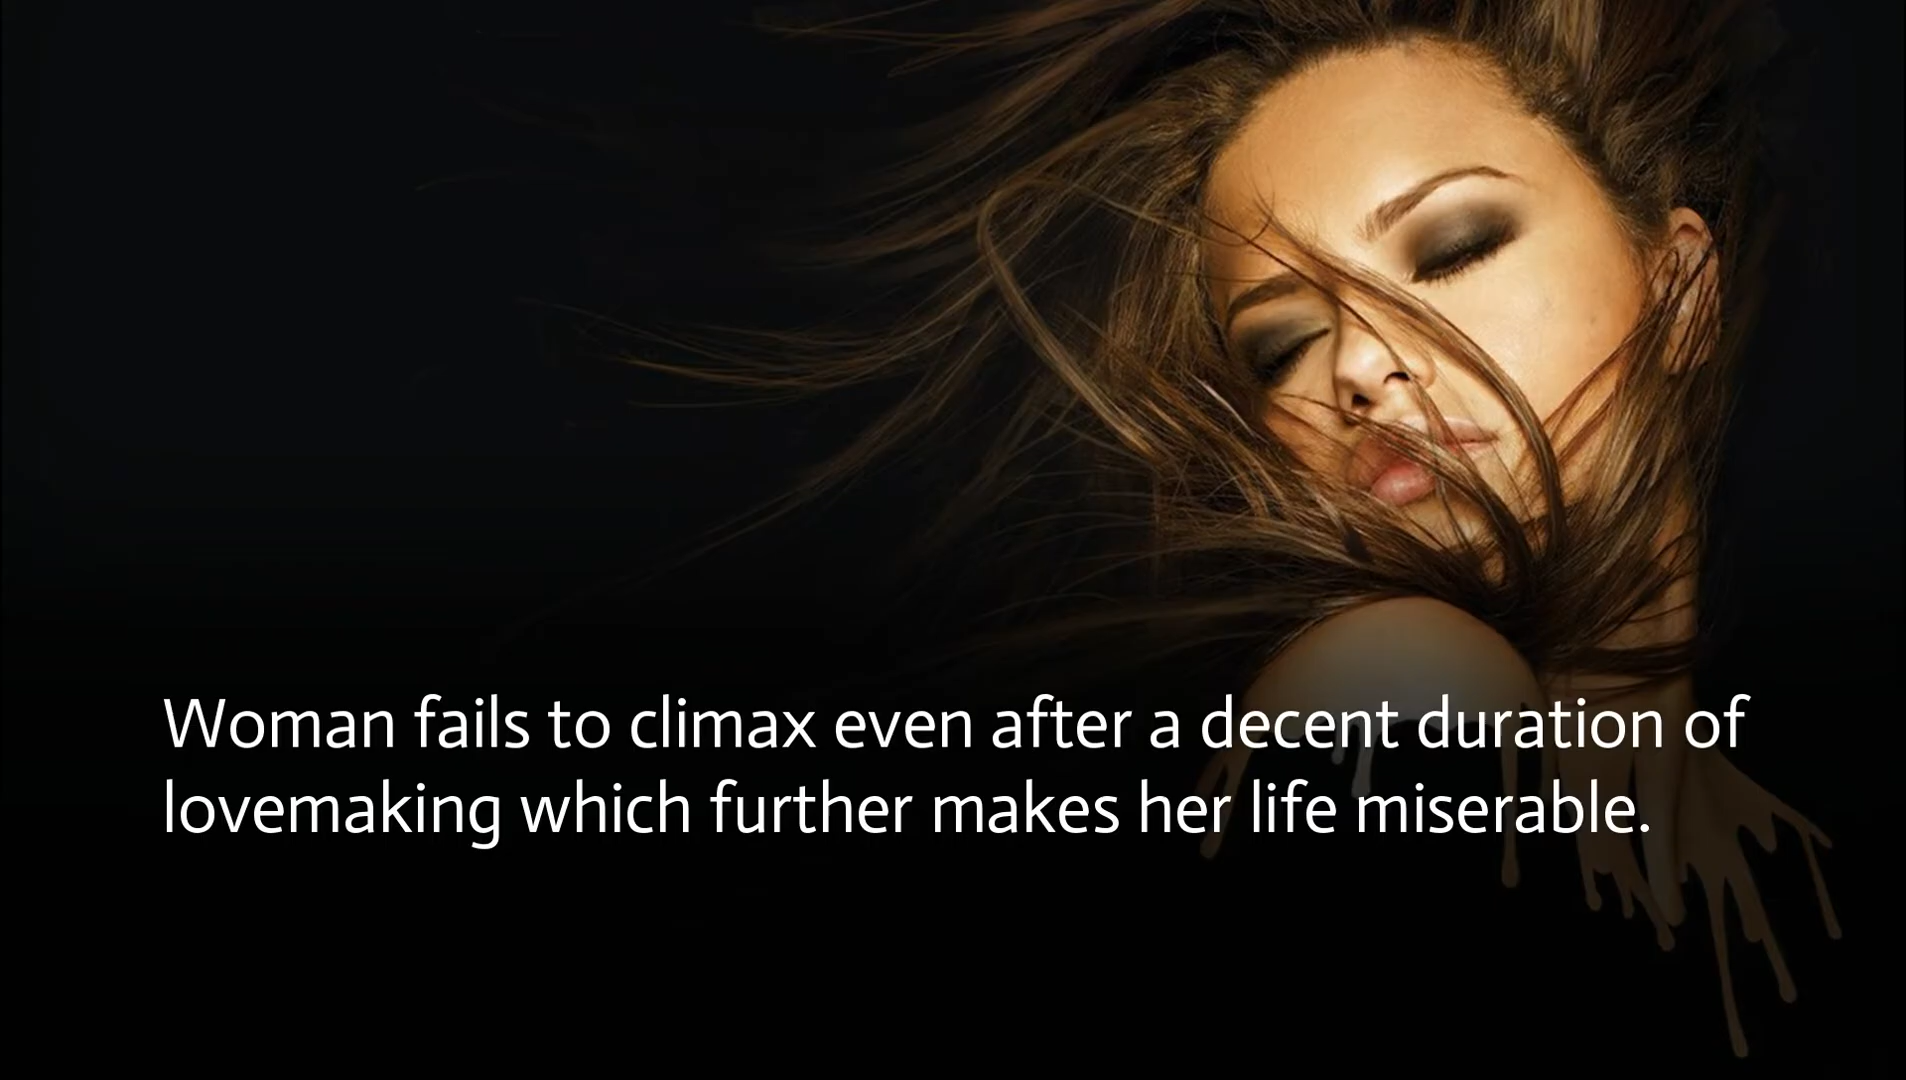 Woman fails to climax even after a decent duration of
lovemaking which further makes her life miserable.